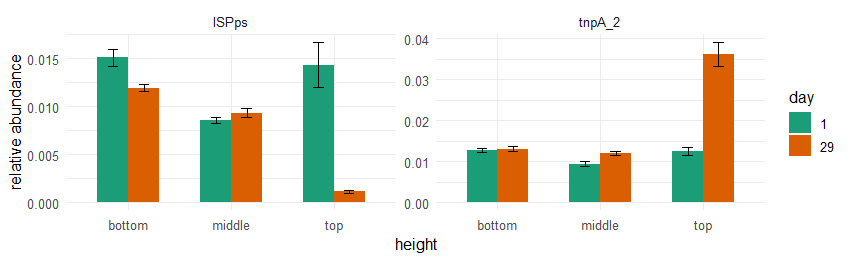 ISPps
tnpA_2
relative abundance
0.015
0.010
0.005
0.000
0.04
0.03
0.02
0.01
0.00
bottom middle top
bottom middle top
height
day
1
29